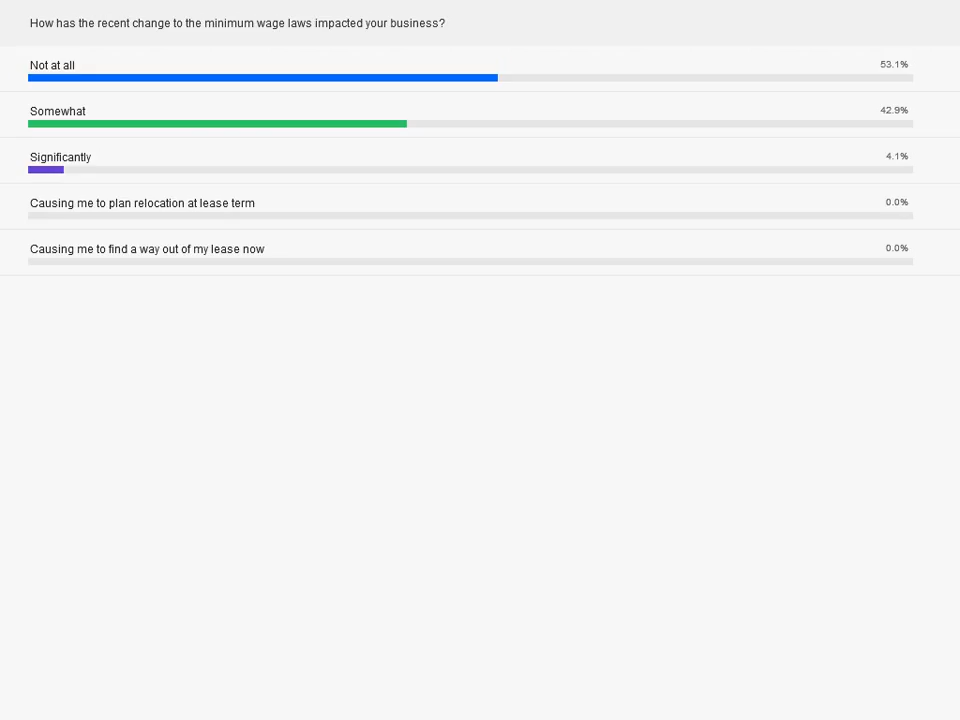 How has the recent change to the minimum wage laws impacted your business?
Not at all 53.1%
Somewhat 42.9%
Significantly 4.1%
Causing me to plan relocation at lease term 0.0%
Causing me to find a way out of my lease now 0.0%